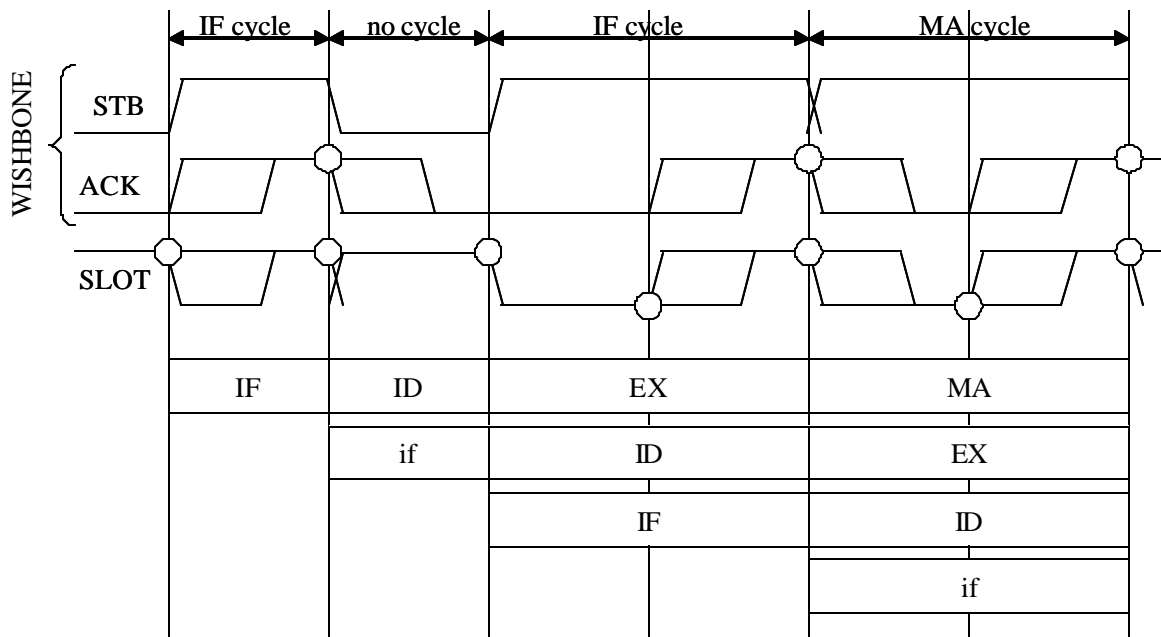 IF cycle no cycle IF cycle MA cycle
WISHBONE
STB
ACK
SLOT
IF ID EX MA
if ID EX
IF ID
if